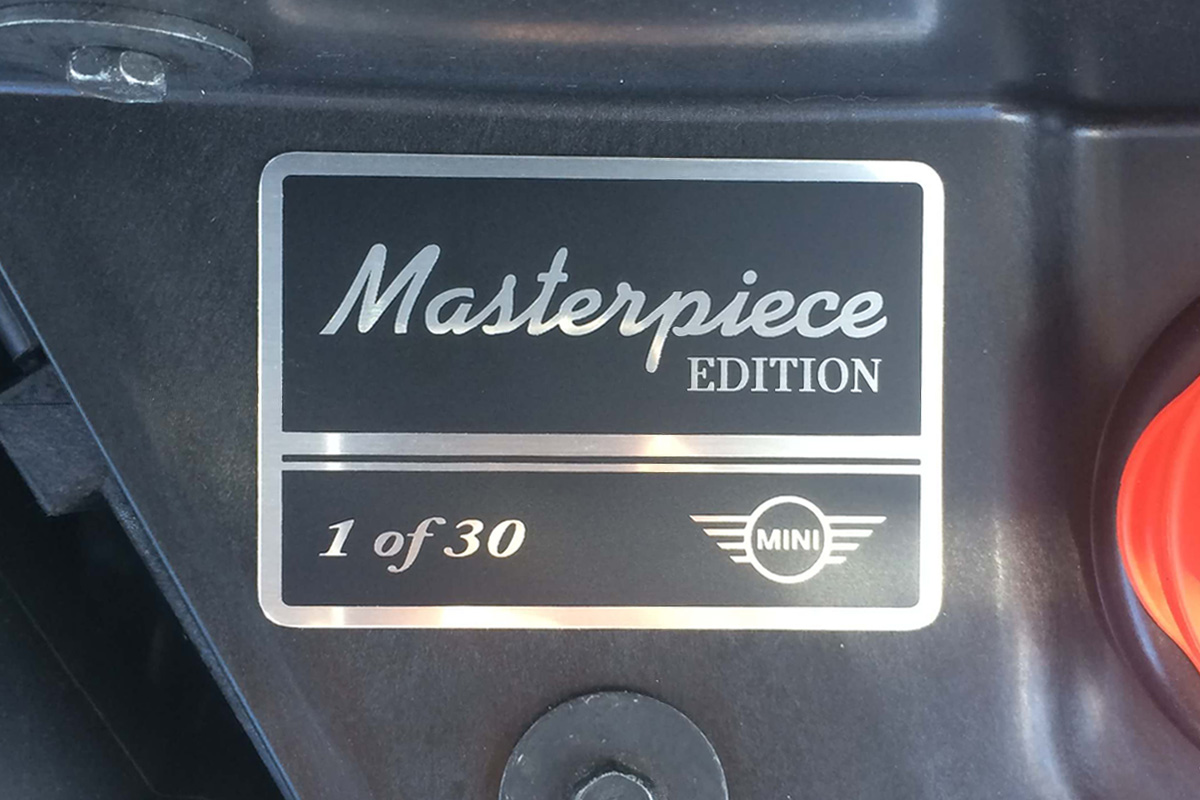 Masterpiece
EDITION
1 of 30
MINI